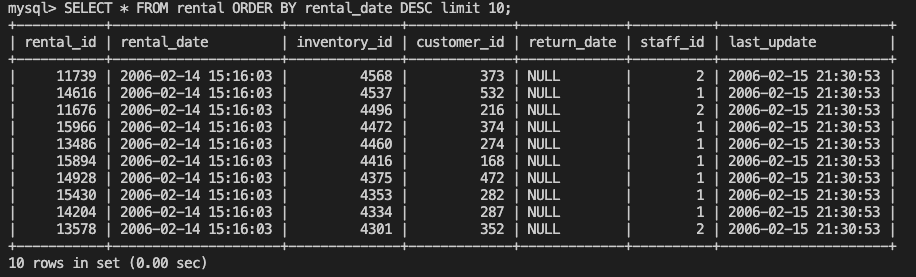 mysql> SELECT * FROM rental ORDER BY rental_date DESC limit 10;
+-----------+---------------------+--------------+-------------+-------------+----------+---------------------+
| rental_id | rental_date         | inventory_id | customer_id | return_date | staff_id | last_update         |
+-----------+---------------------+--------------+-------------+-------------+----------+---------------------+
|     11739 | 2006-02-14 15:16:03 |         4568 |         373 | NULL        |        2 | 2006-02-15 21:30:53 |
|     14616 | 2006-02-14 15:16:03 |         4537 |         532 | NULL        |        1 | 2006-02-15 21:30:53 |
|     11676 | 2006-02-14 15:16:03 |         4496 |         216 | NULL        |        2 | 2006-02-15 21:30:53 |
|     15966 | 2006-02-14 15:16:03 |         4472 |         374 | NULL        |        1 | 2006-02-15 21:30:53 |
|     13486 | 2006-02-14 15:16:03 |         4460 |         274 | NULL        |        1 | 2006-02-15 21:30:53 |
|     15894 | 2006-02-14 15:16:03 |         4416 |         168 | NULL        |        1 | 2006-02-15 21:30:53 |
|     14928 | 2006-02-14 15:16:03 |         4375 |         472 | NULL        |        1 | 2006-02-15 21:30:53 |
|     15430 | 2006-02-14 15:16:03 |         4353 |         282 | NULL        |        1 | 2006-02-15 21:30:53 |
|     14204 | 2006-02-14 15:16:03 |         4334 |         287 | NULL        |        1 | 2006-02-15 21:30:53 |
|     13578 | 2006-02-14 15:16:03 |         4301 |         352 | NULL        |        2 | 2006-02-15 21:30:53 |
+-----------+---------------------+--------------+-------------+-------------+----------+---------------------+
10 rows in set (0.00 sec)